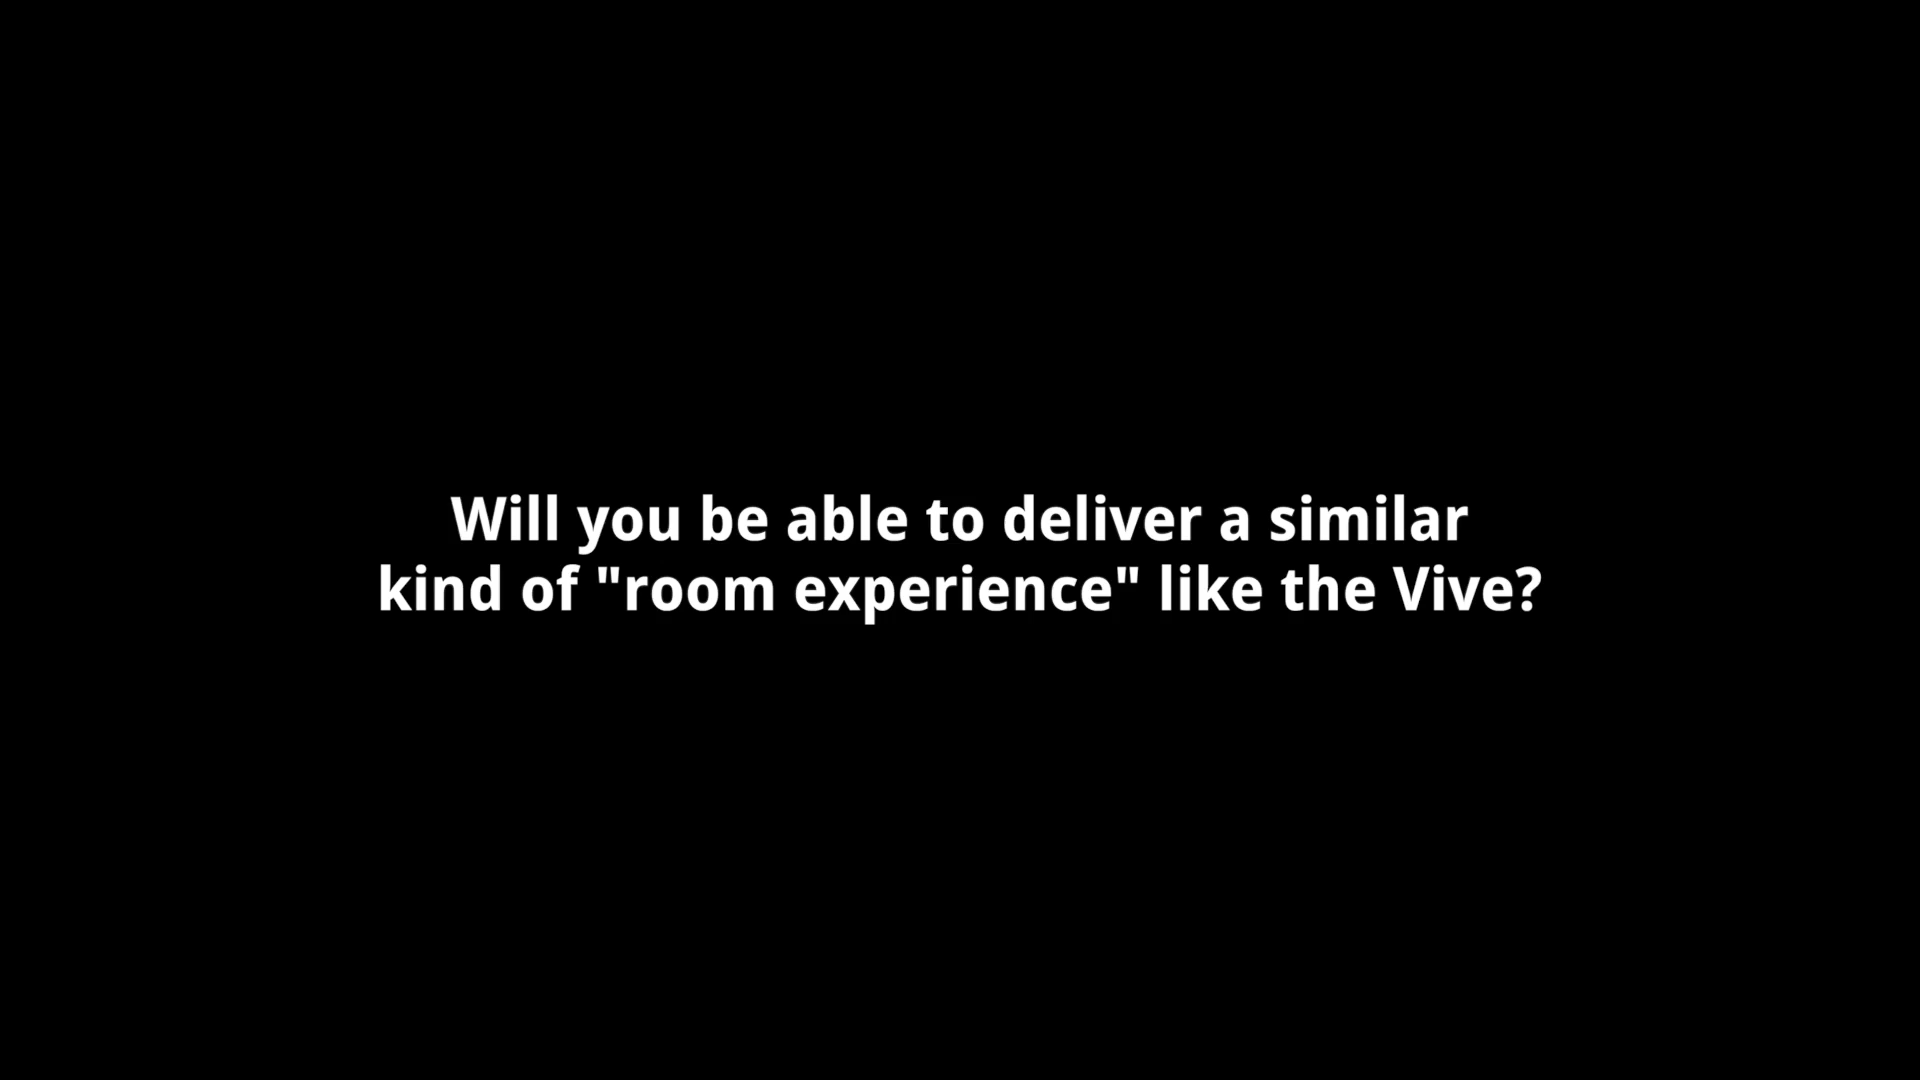 Will you be able to deliver a similar
kind of "room experience" like the Vive?